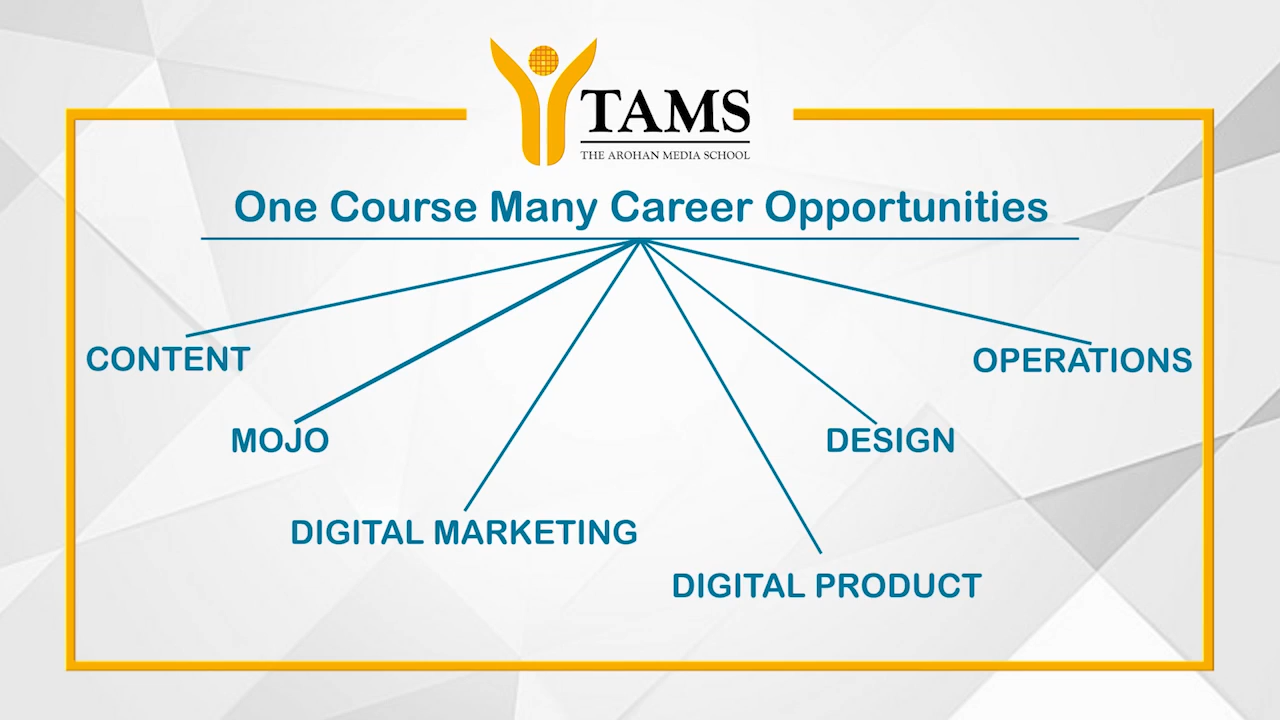 TAMS
THE AROHAN MEDIA SCHOOL
One Course Many Career Opportunities
CONTENT
OPERATIONS
MOJO
DESIGN
DIGITAL MARKETING
DIGITAL PRODUCT